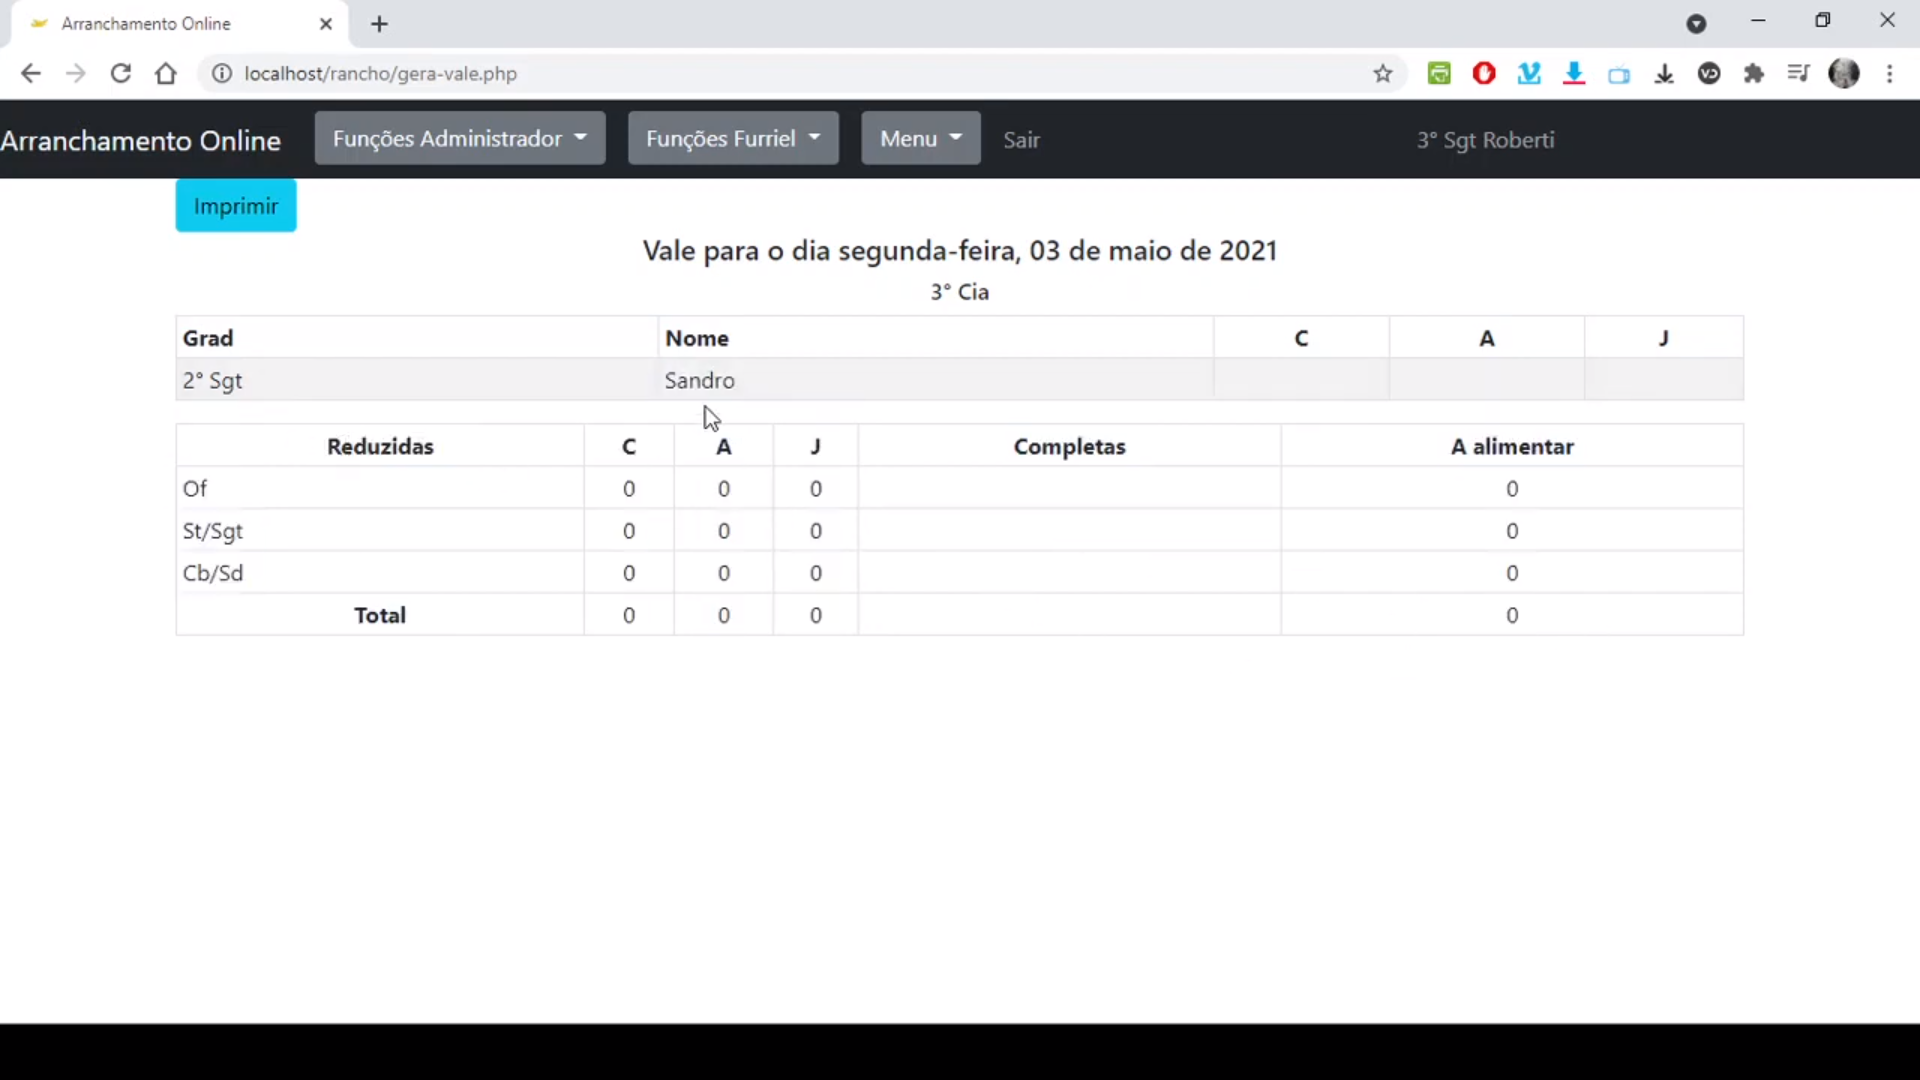 Arranchamento Online
localhost/rancho/gera-vale.php
Arranchamento Online Funções Administrador Funções Furriel Menu Sair 3° Sgt Roberti
Imprimir
Vale para o dia segunda-feira, 03 de maio de 2021
3° Cia
Grad Nome C A J
2° Sgt Sandro
Reduzidas C A J Completas A alimentar
Of 0 0 0 0
St/Sgt 0 0 0 0
Cb/Sd 0 0 0 0
Total 0 0 0 0